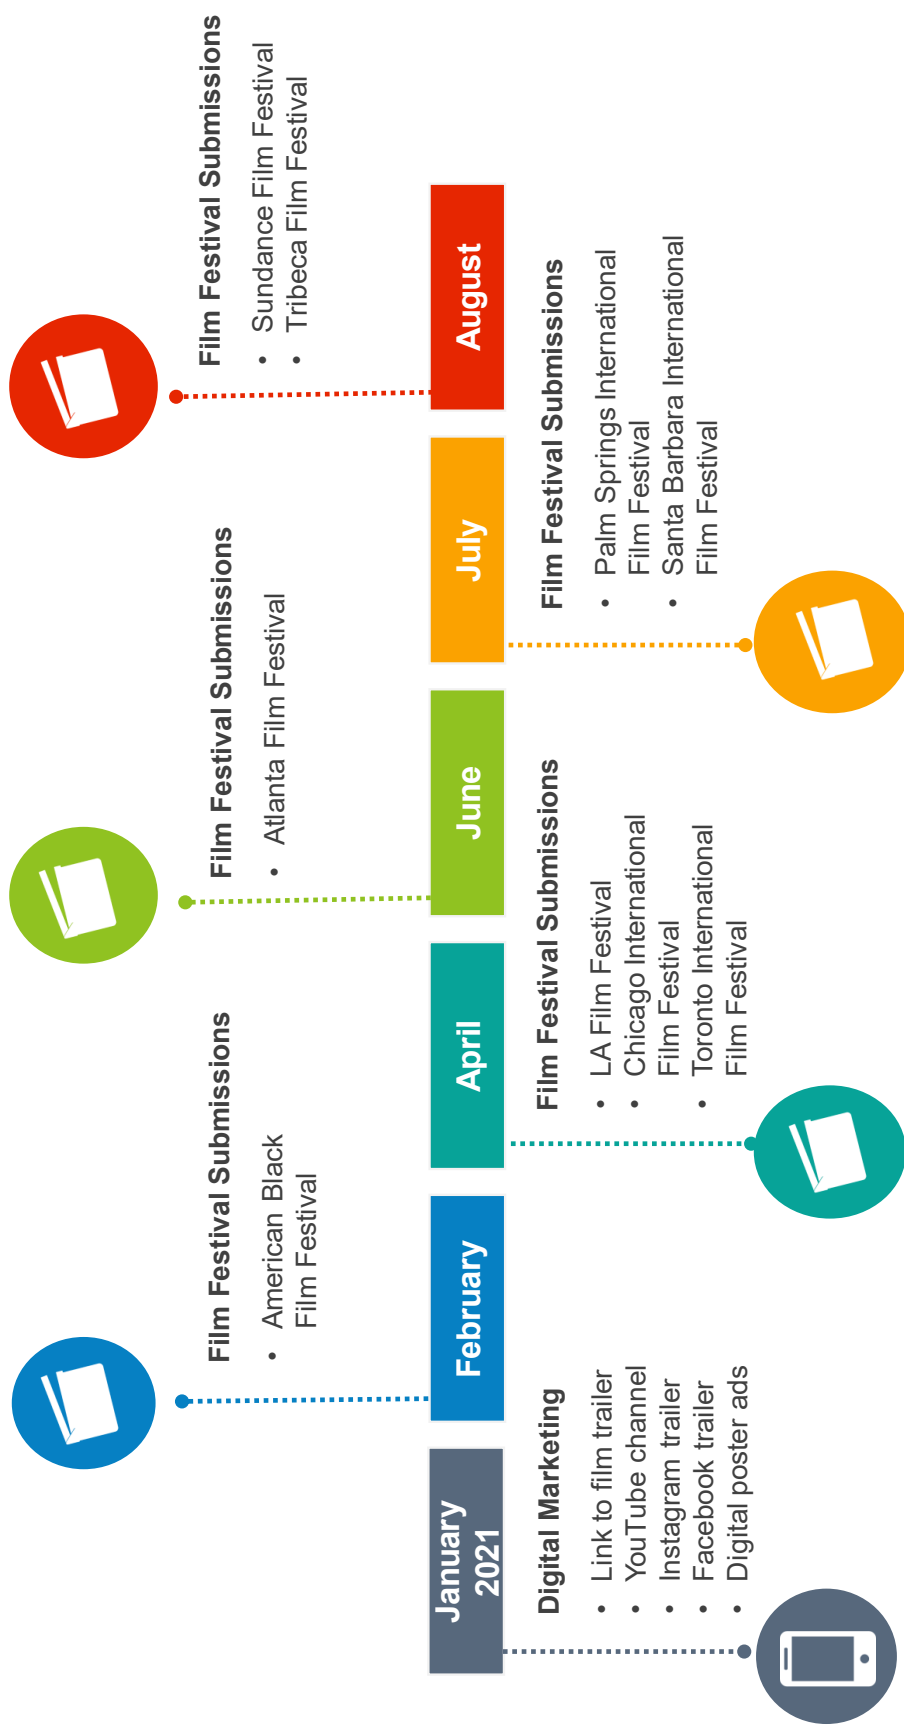 Film Festival Submissions
• American Black
Film Festival
Film Festival Submissions
• Atlanta Film Festival
Film Festival Submissions
• Sundance Film Festival
• Tribeca Film Festival
January
2021
February
April
June
July
August
Digital Marketing
• Link to film trailer
• YouTube channel
• Instagram trailer
• Facebook trailer
• Digital poster ads
Film Festival Submissions
• LA Film Festival
• Chicago International
Film Festival
• Toronto International
Film Festival
Film Festival Submissions
• Palm Springs International
Film Festival
• Santa Barbara International
Film Festival